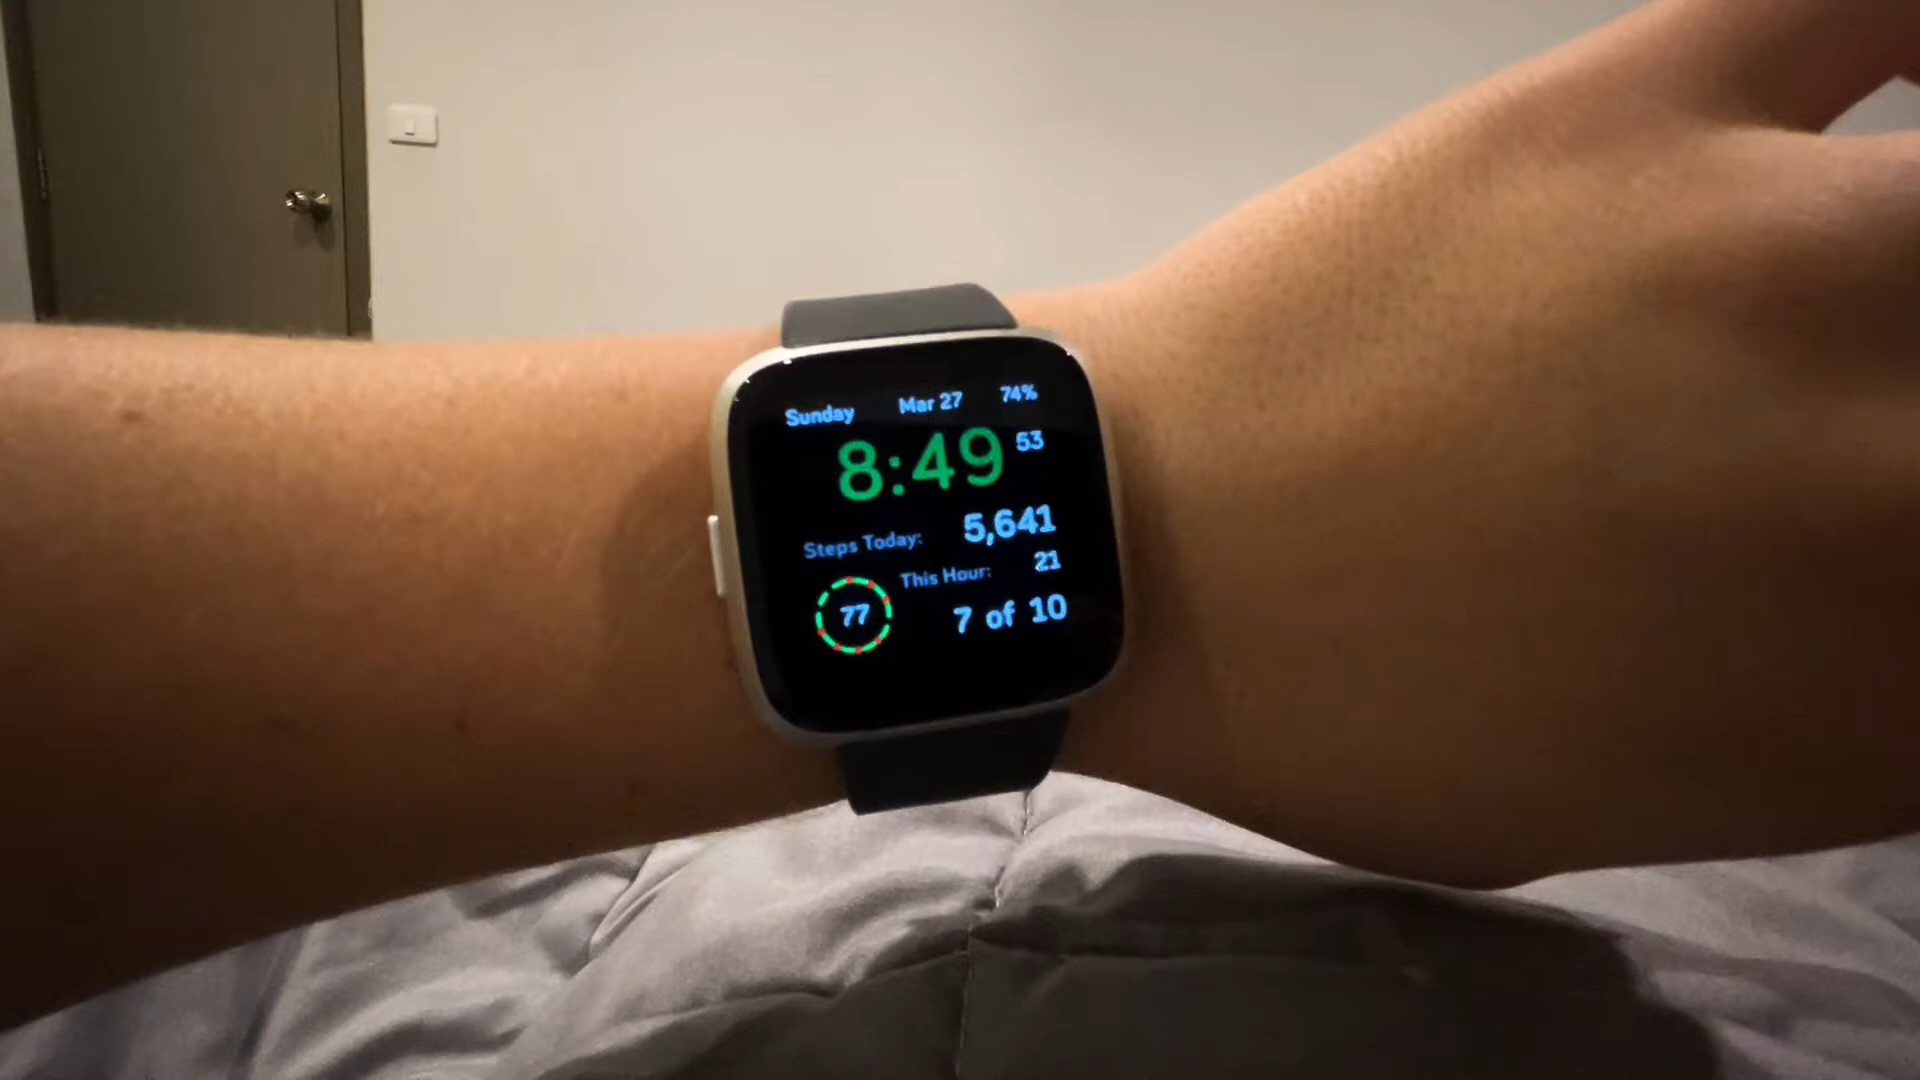 Sunday Mar 27 74%
8:49 53
Steps Today: 5,641
This Hour: 21
77 7 of 10